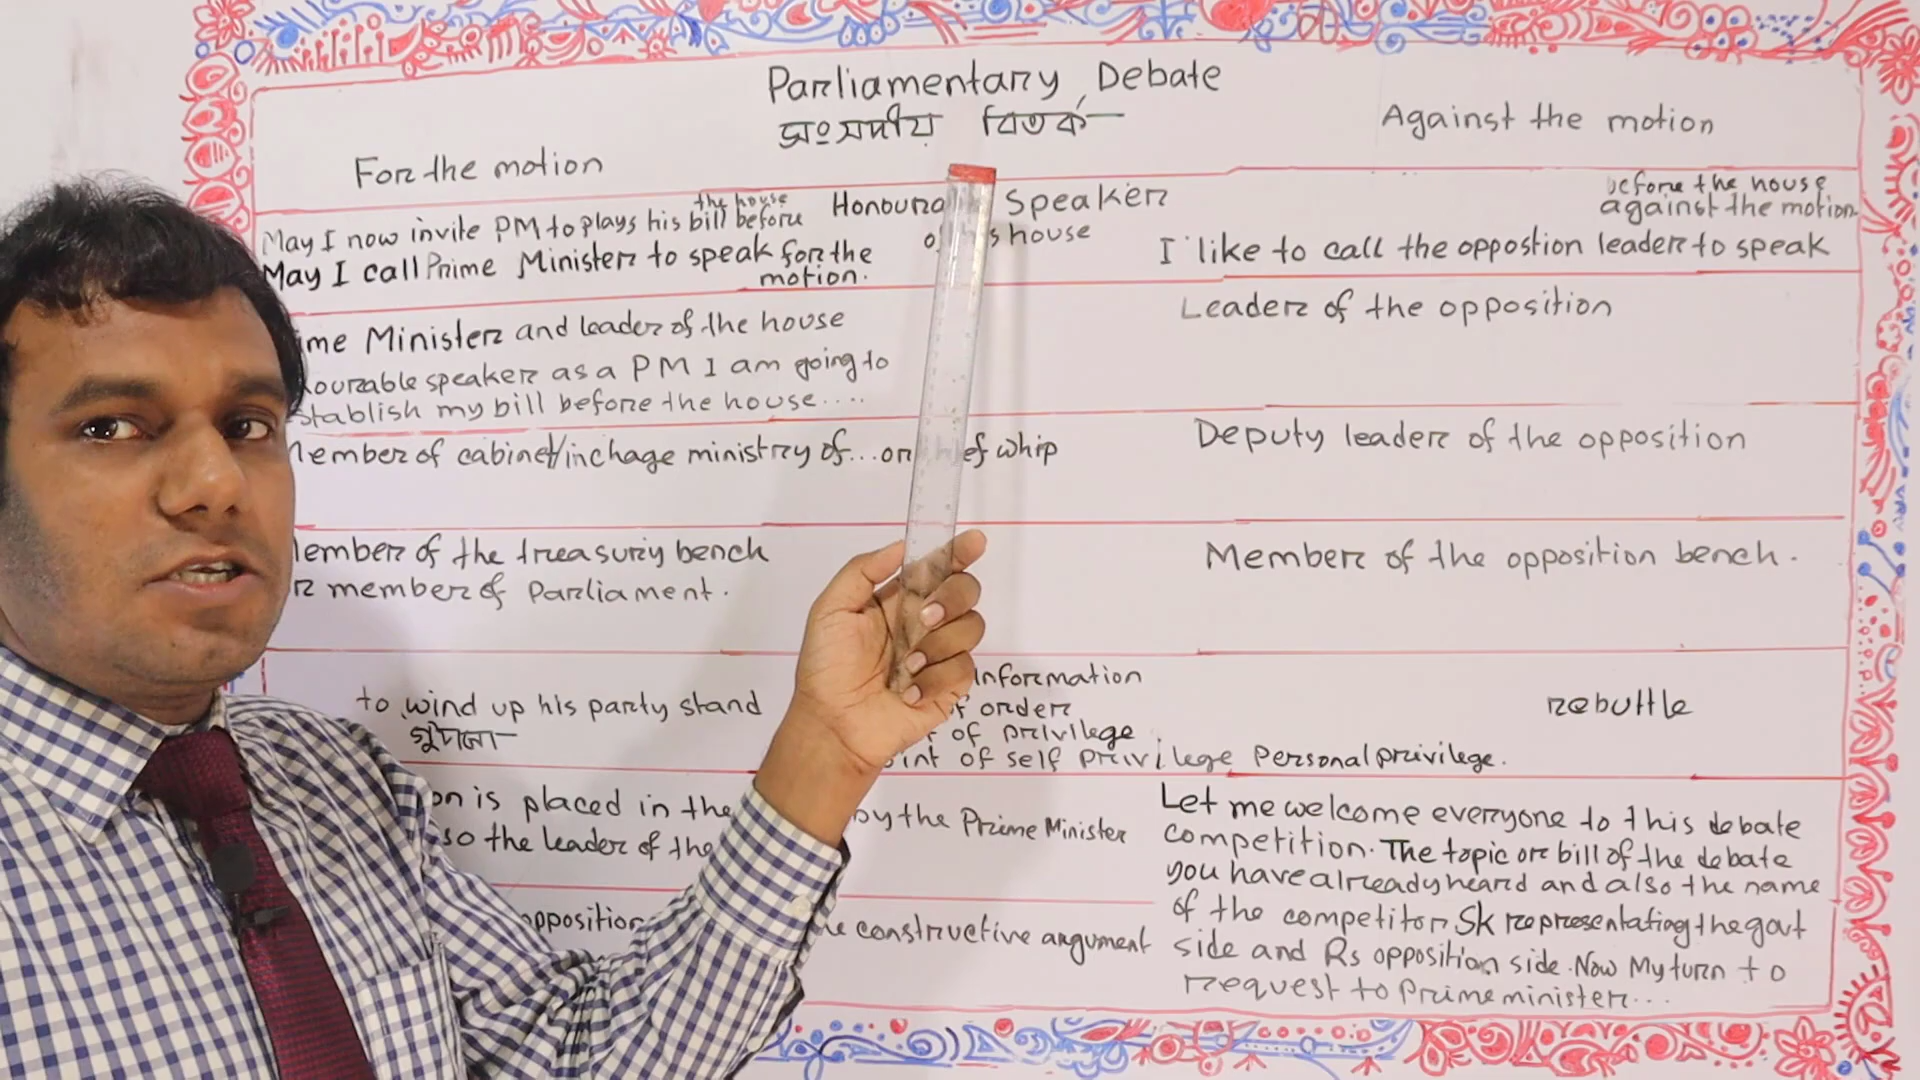 Parliamentary Debate
সংসদীয় বিতর্ক
For the motion
Against the motion
the house
May I now invite PM to plays his bill before
May I call Prime Minister to speak for the
motion.
Speaker
house
before the house
against the motion.
I like to call the oppostion leader to speak
Minister and leader of the house
speaker as a PM I am going to
my bill before the house....
Leader of the opposition
of cabinet/inchage ministry of...or
whip
Deputy leader of the opposition
of the treasury bench
member of Parliament.
Member of the opposition bench.
to wind up his party stand
information
order
of privilege
of self privilege Personal privilege.
rebuttle
is placed in the
by the Prime Minister
so the leader of the
opposition
constructive argument
Let me welcome everyone to this debate
competition. The topic or bill of the debate
you have already heard and also the name
of the competitor Sk representating the govt
side and Rs opposition side. Now My turn to
request to prime minister...